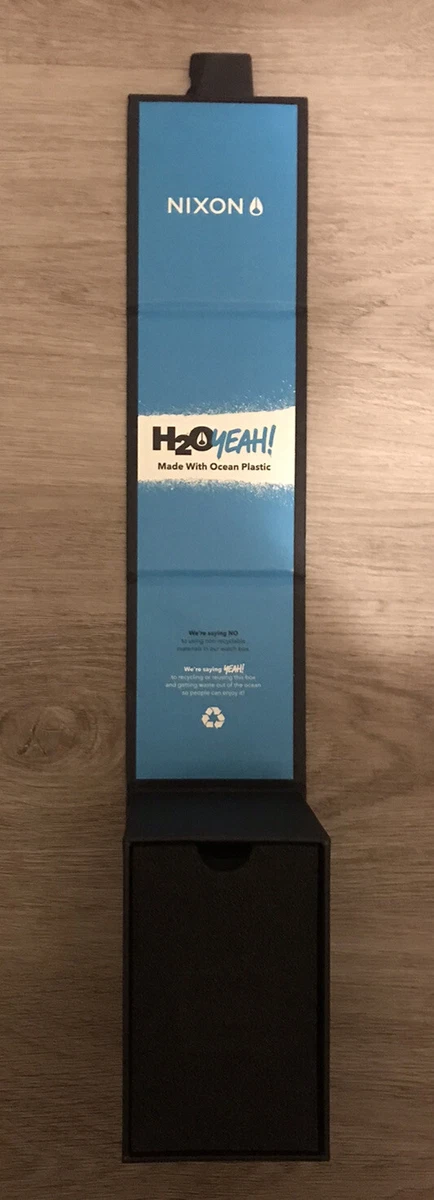 NIXON
H2O YEAH!
Made With Ocean Plastic
We're saying NO
to using non-recyclable
materials in our watch box
We're saying YEAH!
to recycling or reusing this box
and getting waste out of the ocean
so people can enjoy it!